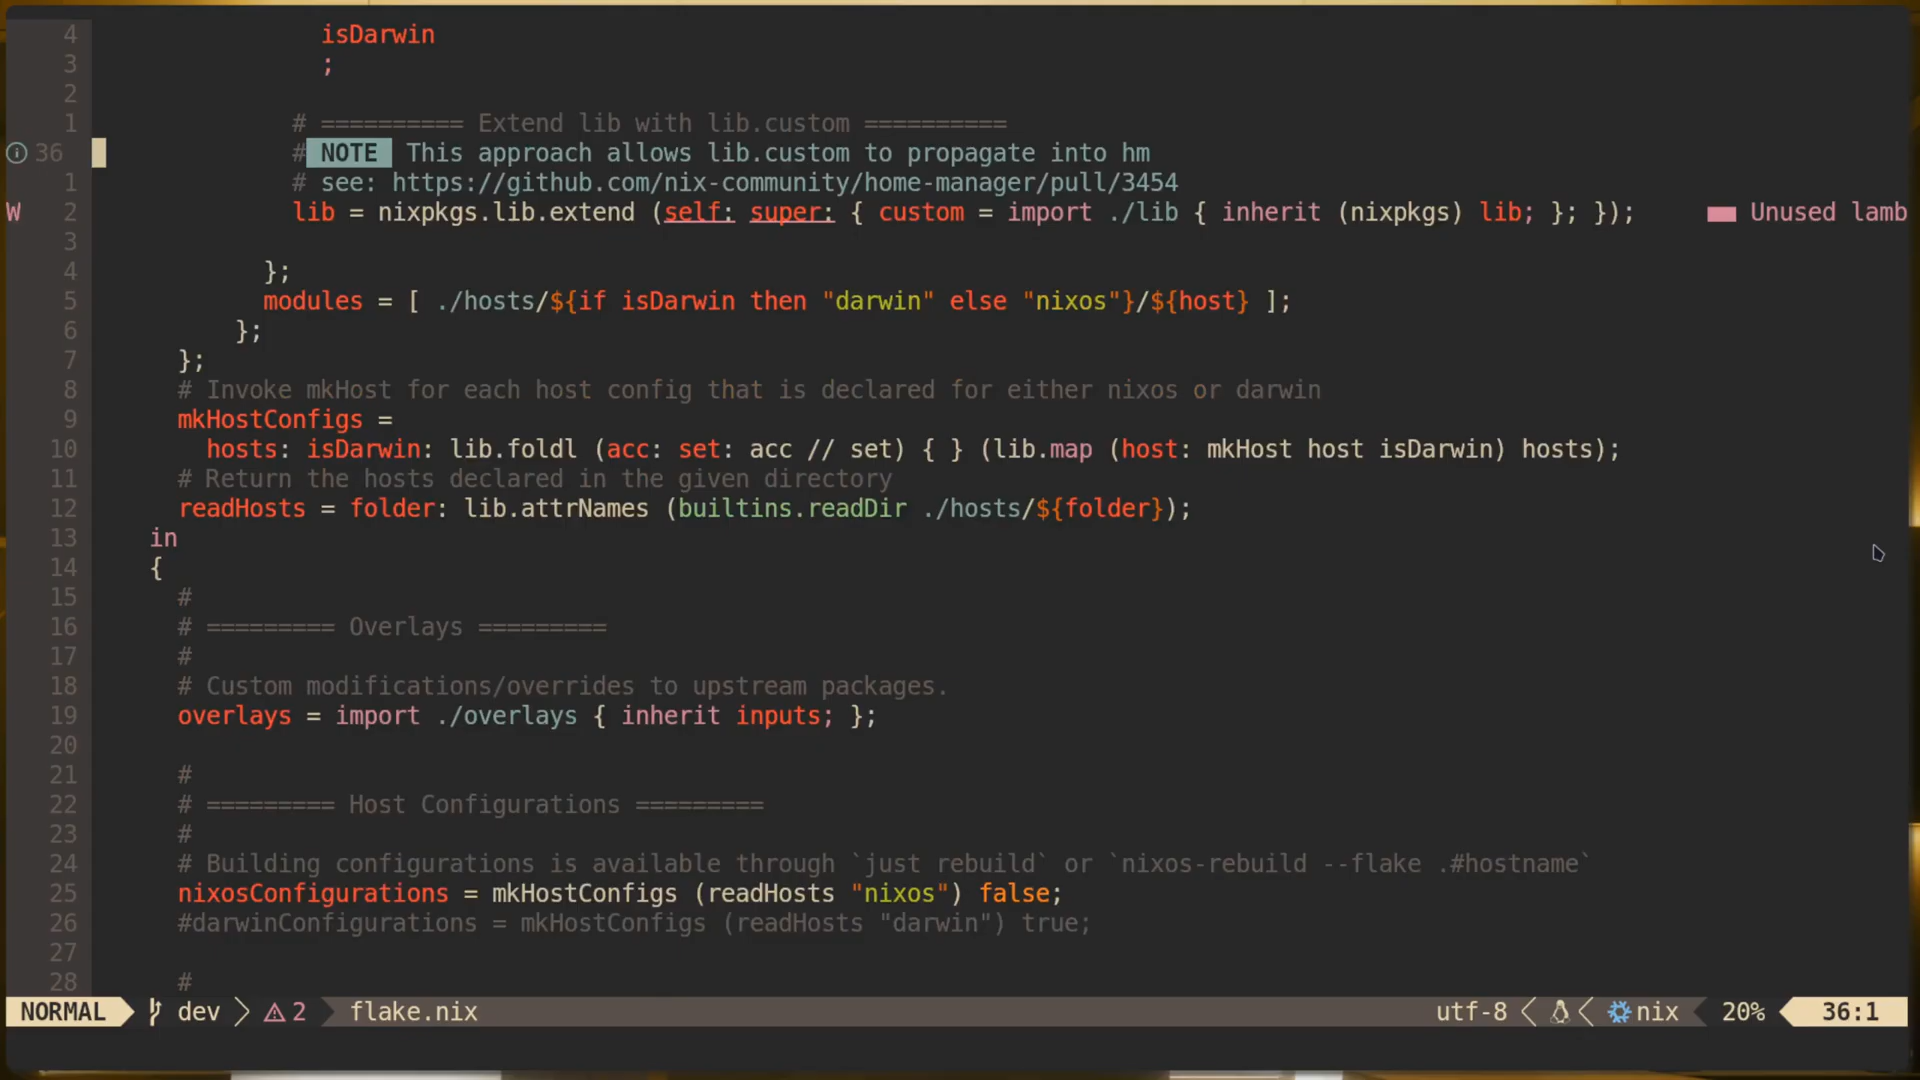 4 isDarwin
3 ;
2
1 # ========== Extend lib with lib.custom ==========
36 # NOTE This approach allows lib.custom to propagate into hm
1 # see: https://github.com/nix-community/home-manager/pull/3454
W 2 lib = nixpkgs.lib.extend (self: super: { custom = import ./lib { inherit (nixpkgs) lib; }; }); Unused lamb
3
4 };
5 modules = [ ./hosts/${if isDarwin then "darwin" else "nixos"}/${host} ];
6 };
7 };
8 # Invoke mkHost for each host config that is declared for either nixos or darwin
9 mkHostConfigs =
10 hosts: isDarwin: lib.foldl (acc: set: acc // set) { } (lib.map (host: mkHost host isDarwin) hosts);
11 # Return the hosts declared in the given directory
12 readHosts = folder: lib.attrNames (builtins.readDir ./hosts/${folder});
13 in
14 {
15 #
16 # ========= Overlays =========
17 #
18 # Custom modifications/overrides to upstream packages.
19 overlays = import ./overlays { inherit inputs; };
20
21 #
22 # ========= Host Configurations =========
23 #
24 # Building configurations is available through `just rebuild` or `nixos-rebuild --flake .#hostname`
25 nixosConfigurations = mkHostConfigs (readHosts "nixos") false;
26 #darwinConfigurations = mkHostConfigs (readHosts "darwin") true;
27
28 #
NORMAL dev 2 flake.nix utf-8 nix 20% 36:1